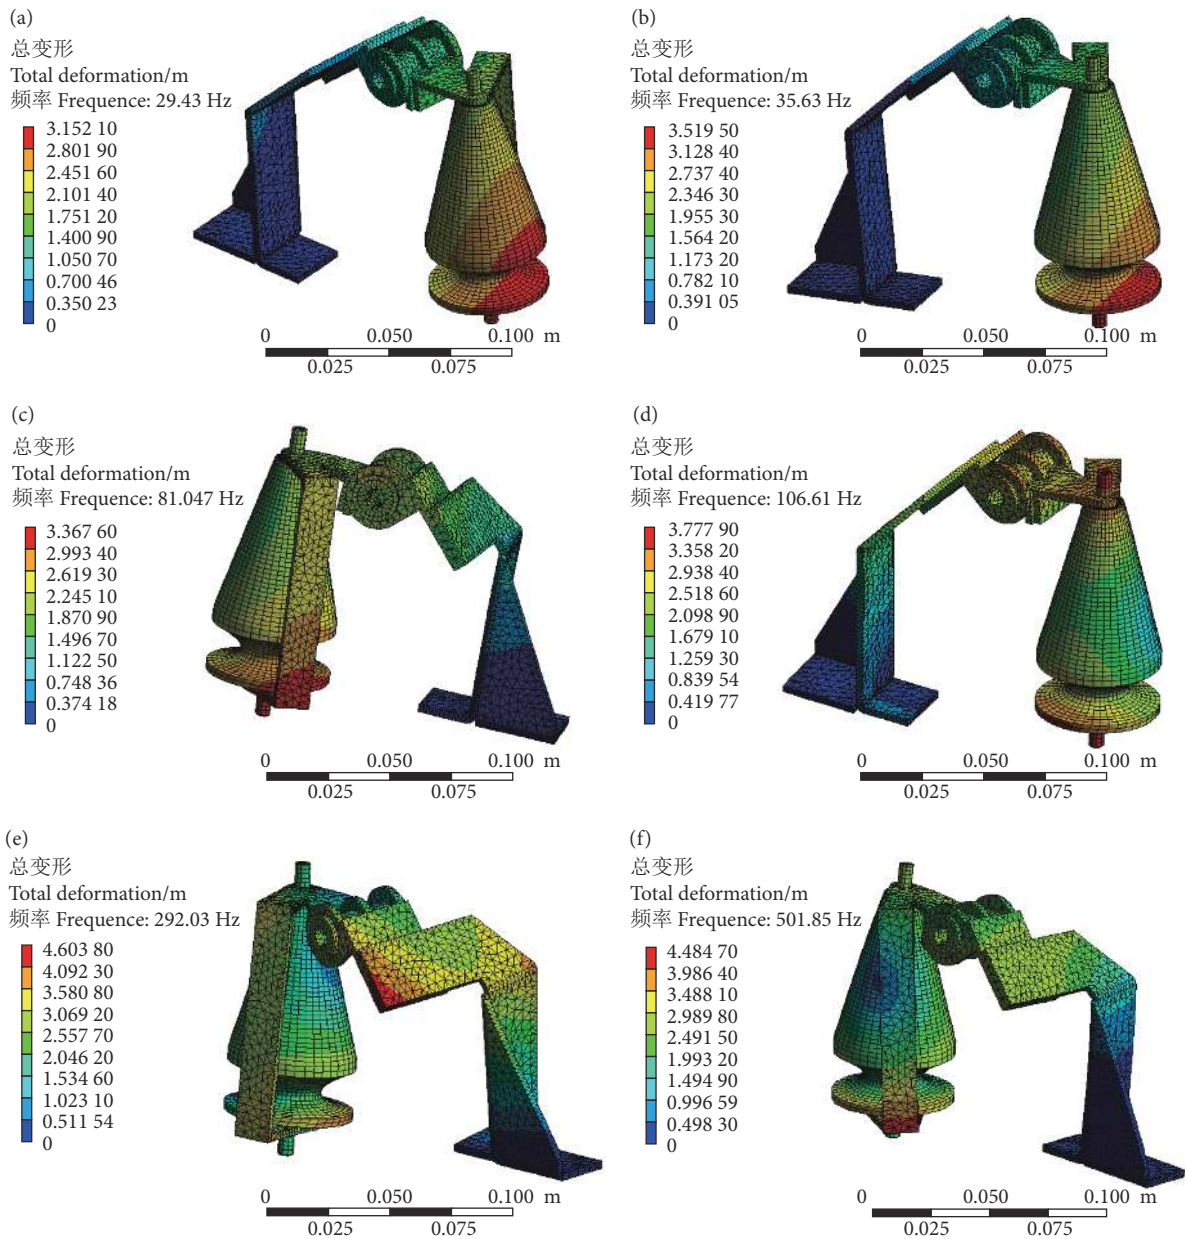 (a)
总变形
Total deformation/m
频率 Frequence: 29.43 Hz
3.152 10
2.801 90
2.451 60
2.101 40
1.751 20
1.400 90
1.050 70
0.700 46
0.350 23
0
0 0.050 0.100 m
0.025 0.075
(b)
总变形
Total deformation/m
频率 Frequence: 35.63 Hz
3.519 50
3.128 40
2.737 40
2.346 30
1.955 30
1.564 20
1.173 20
0.782 10
0.391 05
0
0 0.050 0.100 m
0.025 0.075
(c)
总变形
Total deformation/m
频率 Frequence: 81.047 Hz
3.367 60
2.993 40
2.619 30
2.245 10
1.870 90
1.496 70
1.122 50
0.748 36
0.374 18
0
0 0.050 0.100 m
0.025 0.075
(d)
总变形
Total deformation/m
频率 Frequence: 106.61 Hz
3.777 90
3.358 20
2.938 40
2.518 60
2.098 90
1.679 10
1.259 30
0.839 54
0.419 77
0
0 0.050 0.100 m
0.025 0.075
(e)
总变形
Total deformation/m
频率 Frequence: 292.03 Hz
4.603 80
4.092 30
3.580 80
3.069 20
2.557 70
2.046 20
1.534 60
1.023 10
0.511 54
0
0 0.050 0.100 m
0.025 0.075
(f)
总变形
Total deformation/m
频率 Frequence: 501.85 Hz
4.484 70
3.986 40
3.488 10
2.989 80
2.491 50
1.993 20
1.494 90
0.996 59
0.498 30
0
0 0.050 0.100 m
0.025 0.075